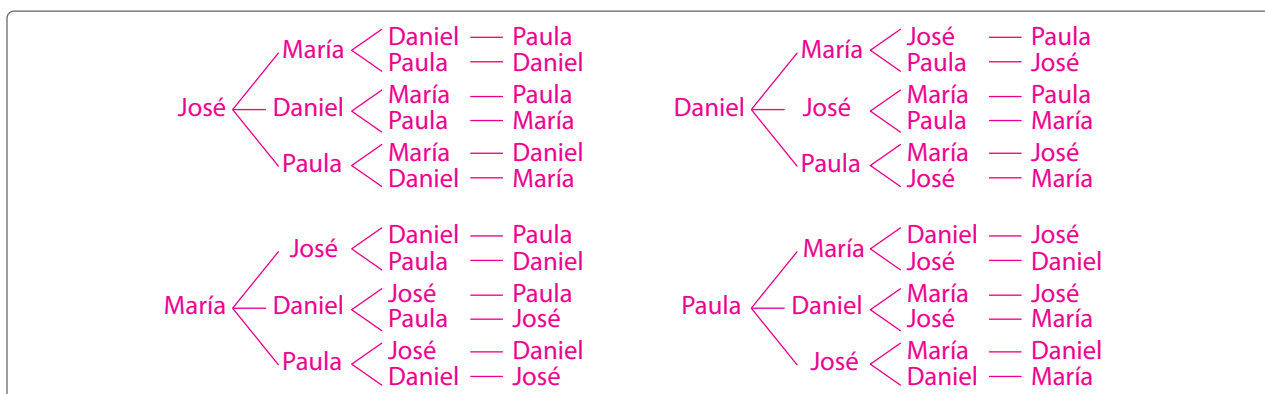 María Daniel — Paula
Paula — Daniel
José Daniel María — Paula
Paula — María
Paula María — Daniel
Daniel — María
María José — Paula
Paula — José
Daniel José María — Paula
Paula — María
Paula María — José
José — María
José Daniel — Paula
Paula — Daniel
María Daniel José — Paula
Paula — José
Paula José — Daniel
Daniel — José
María Daniel — José
José — Daniel
Paula Daniel María — José
José — María
José María — Daniel
Daniel — María